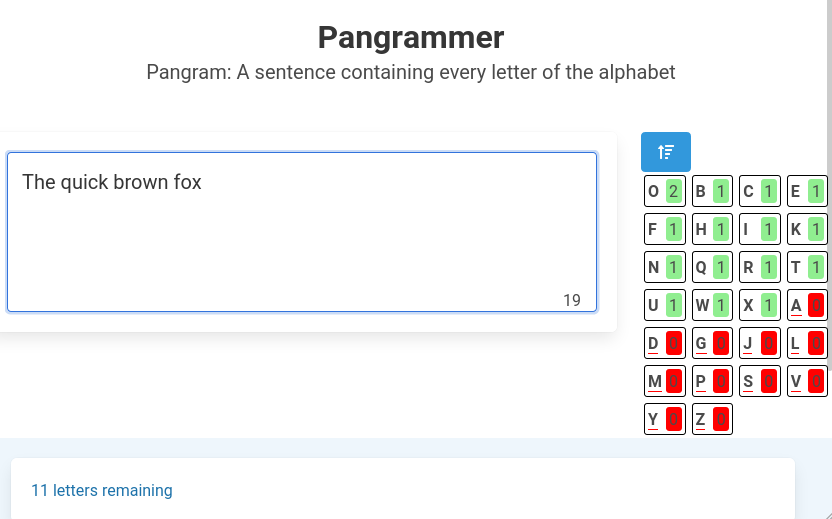 Pangrammer
Pangram: A sentence containing every letter of the alphabet
The quick brown fox
19
O 2 B 1 C 1 E 1
F 1 H 1 I 1 K 1
N 1 Q 1 R 1 T 1
U 1 W 1 X 1 A 0
D 0 G 0 J 0 L 0
M 0 P 0 S 0 V 0
Y 0 Z 0
11 letters remaining